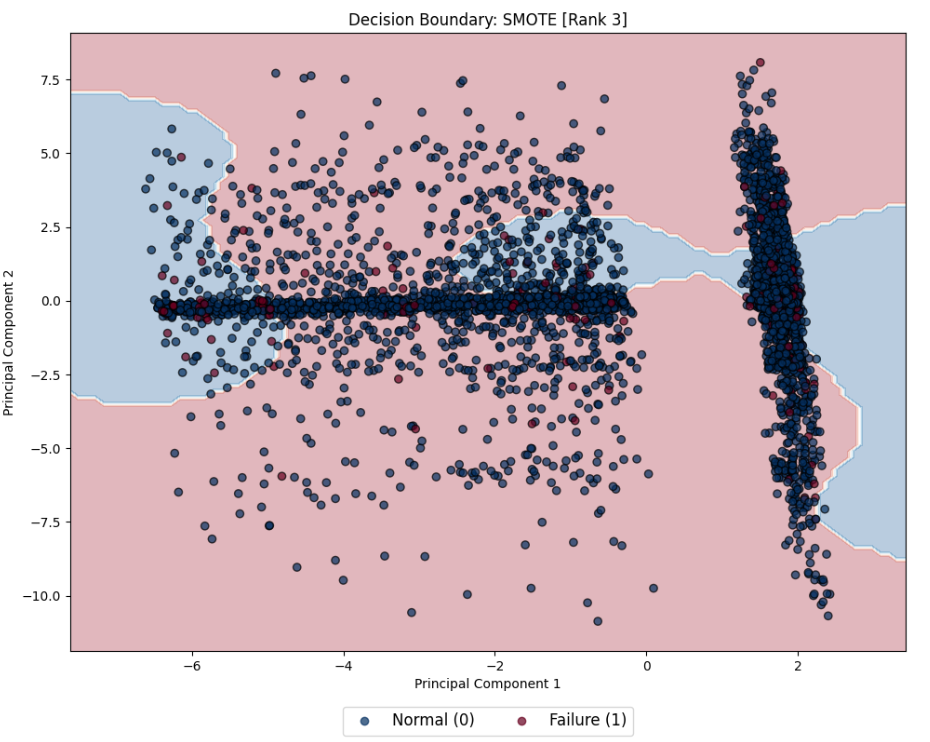 Decision Boundary: SMOTE [Rank 3]
7.5
5.0
2.5
0.0
−2.5
−5.0
−7.5
−10.0
Principal Component 2
−6
−4
−2
0
2
Principal Component 1
Normal (0)
Failure (1)